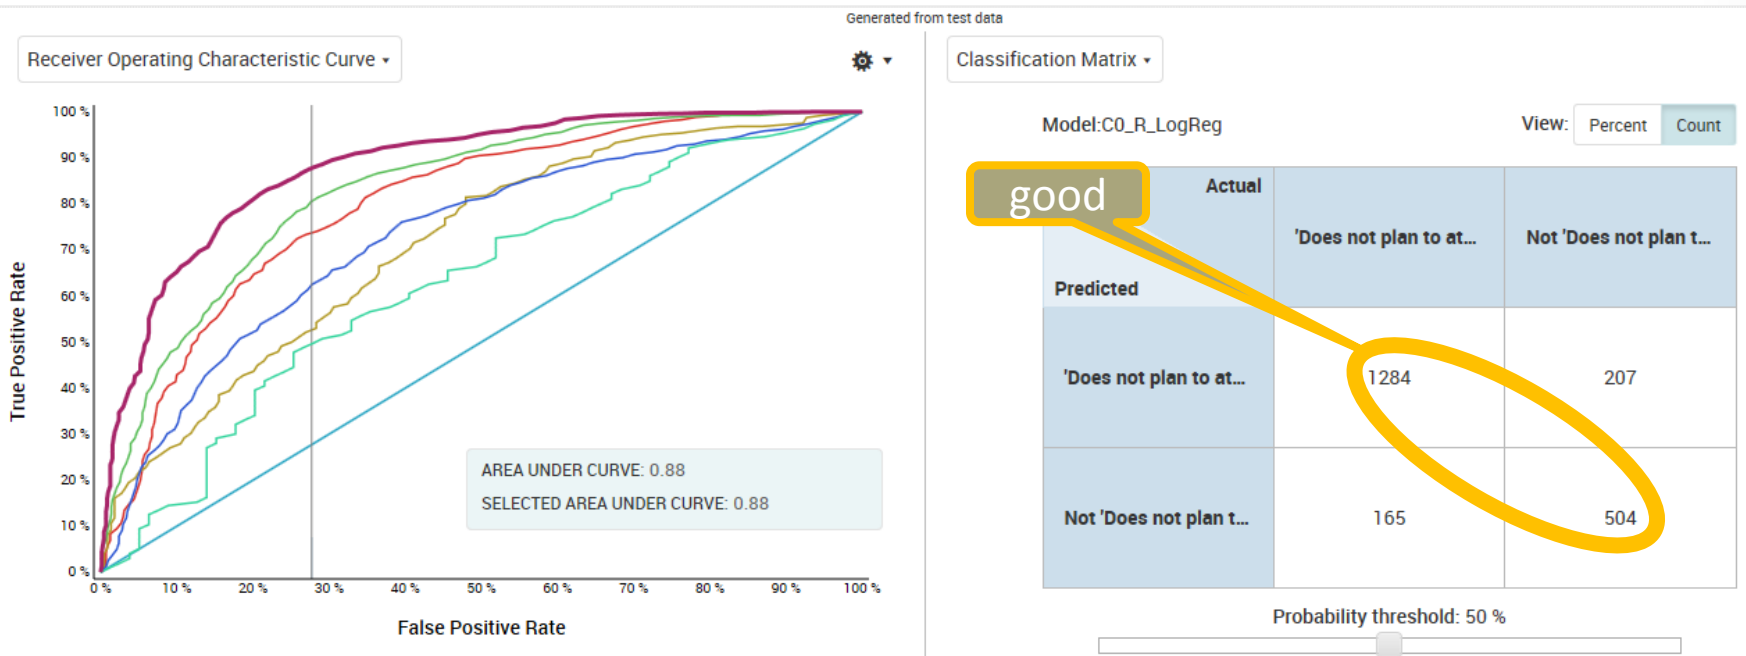 Generated from test data
Receiver Operating Characteristic Curve
Classification Matrix
100 %
90 %
80 %
70 %
60 %
50 %
40 %
30 %
20 %
10 %
0 %
True Positive Rate
0 % 10 % 20 % 30 % 40 % 50 % 60 % 70 % 80 % 90 % 100 %
False Positive Rate
AREA UNDER CURVE: 0.88
SELECTED AREA UNDER CURVE: 0.88
Model:C0_R_LogReg
View: Percent Count
good
Actual
Predicted
'Does not plan to at... Not 'Does not plan t...
'Does not plan to at... 1284 207
Not 'Does not plan t... 165 504
Probability threshold: 50 %